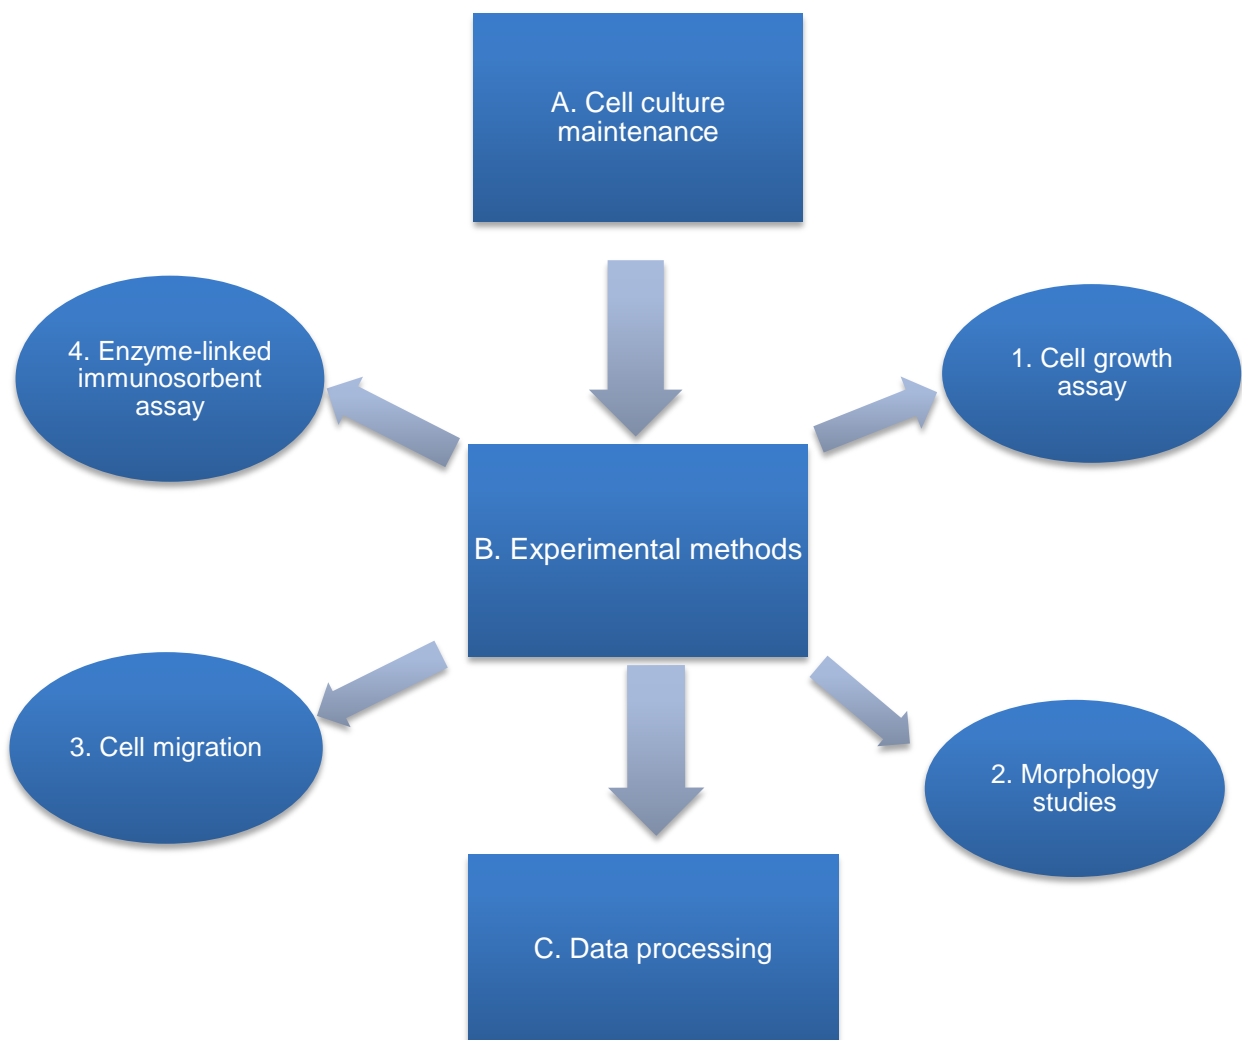 A. Cell culture
maintenance
4. Enzyme-linked
immunosorbent
assay
1. Cell growth
assay
B. Experimental methods
3. Cell migration
2. Morphology
studies
C. Data processing